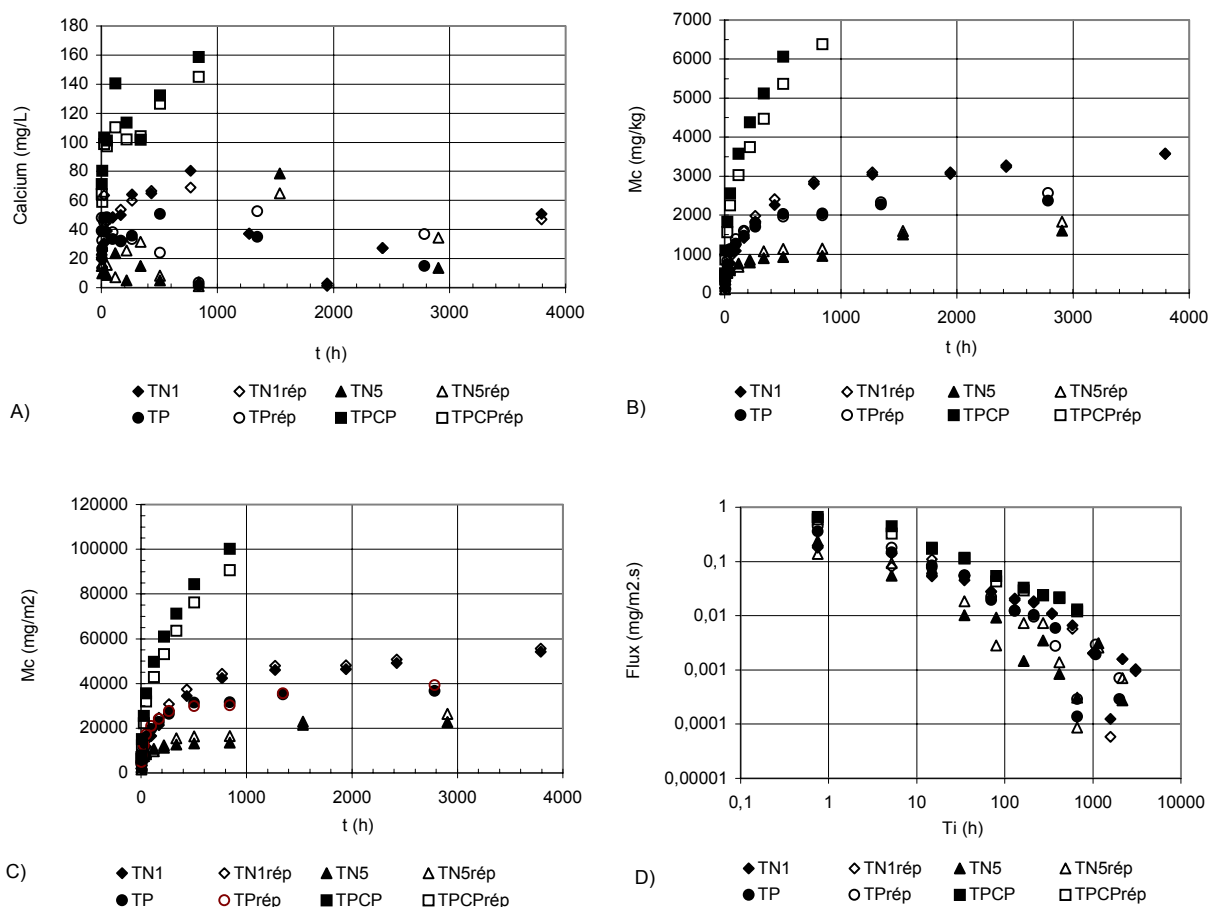 Calcium (mg/L)
180
160
140
120
100
80
60
40
20
0
0 1000 2000 3000 4000
t (h)
TN1 TN1rép TN5 TN5rép
TP TPrép TPCP TPCPrép
A)
Mc (mg/kg)
7000
6000
5000
4000
3000
2000
1000
0
0 1000 2000 3000 4000
t (h)
TN1 TN1rép TN5 TN5rép
TP TPrép TPCP TPCPrép
B)
Mc (mg/m2)
120000
100000
80000
60000
40000
20000
0
0 1000 2000 3000 4000
t (h)
TN1 TN1rép TN5 TN5rép
TP TPrép TPCP TPCPrép
C)
Flux (mg/m2.s)
1
0,1
0,01
0,001
0,0001
0,00001
0,1 1 10 100 1000 10000
Ti (h)
TN1 TN1rép TN5 TN5rép
TP TPrép TPCP TPCPrép
D)